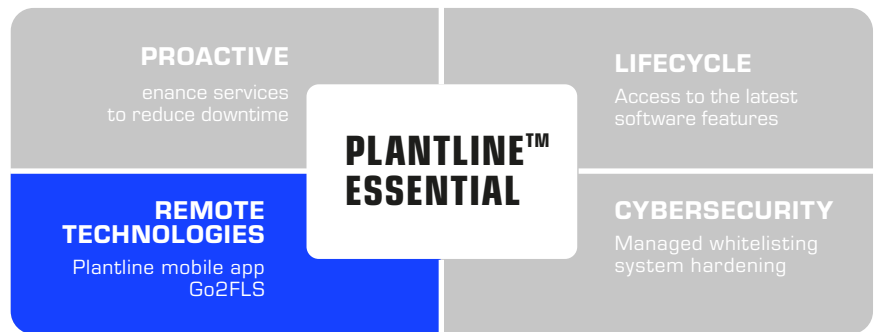 PROACTIVE
enance services
to reduce downtime
LIFECYCLE
Access to the latest
software features
PLANTLINE™
ESSENTIAL
REMOTE
TECHNOLOGIES
Plantline mobile app
Go2FLS
CYBERSECURITY
Managed whitelisting
system hardening